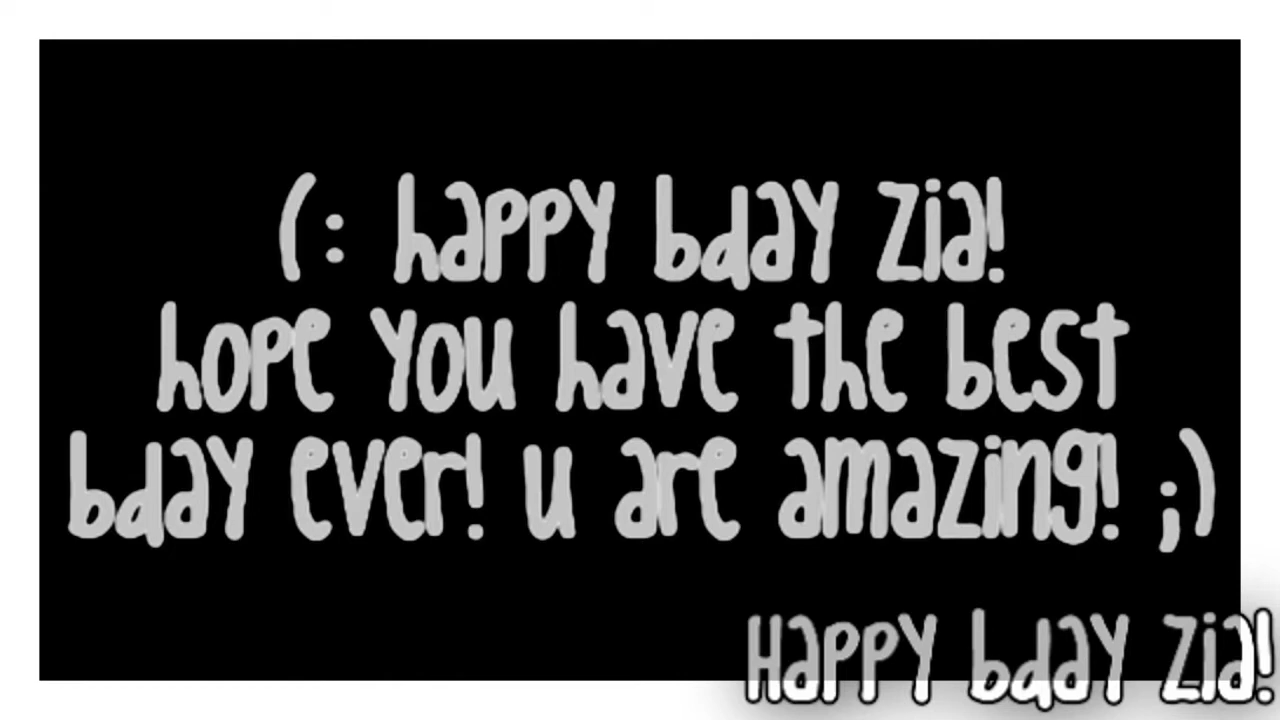 (: happy bday zia!
hope you have the best
bday ever! u are amazing! ;)
Happy bday Zia!